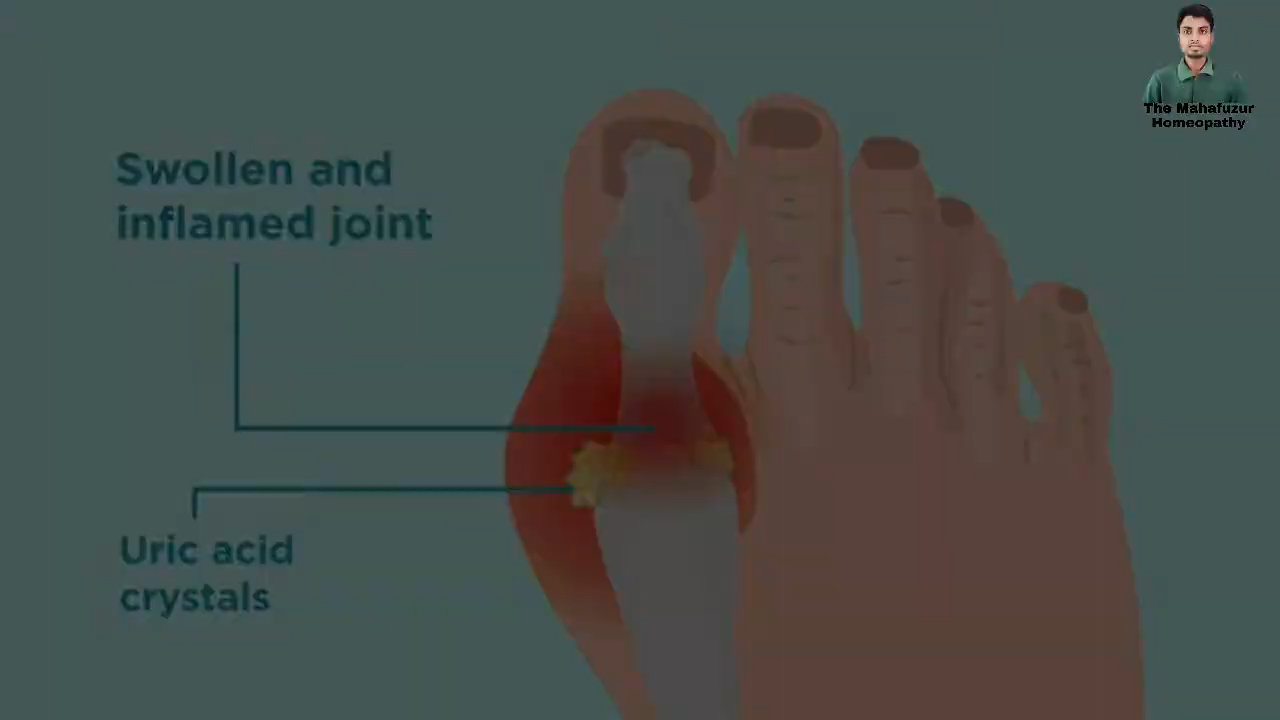 The Mahafuzur
Homeopathy
Swollen and
inflamed joint
Uric acid
crystals